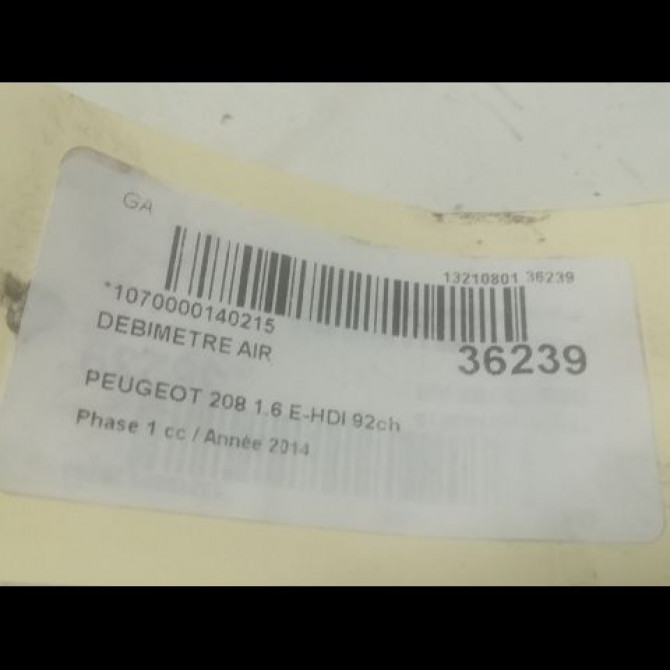 GA
13210801 36239
*1070000140215
DEBIMETRE AIR
36239
PEUGEOT 208 1.6 E-HDI 92ch
Phase 1 cc / Année 2014